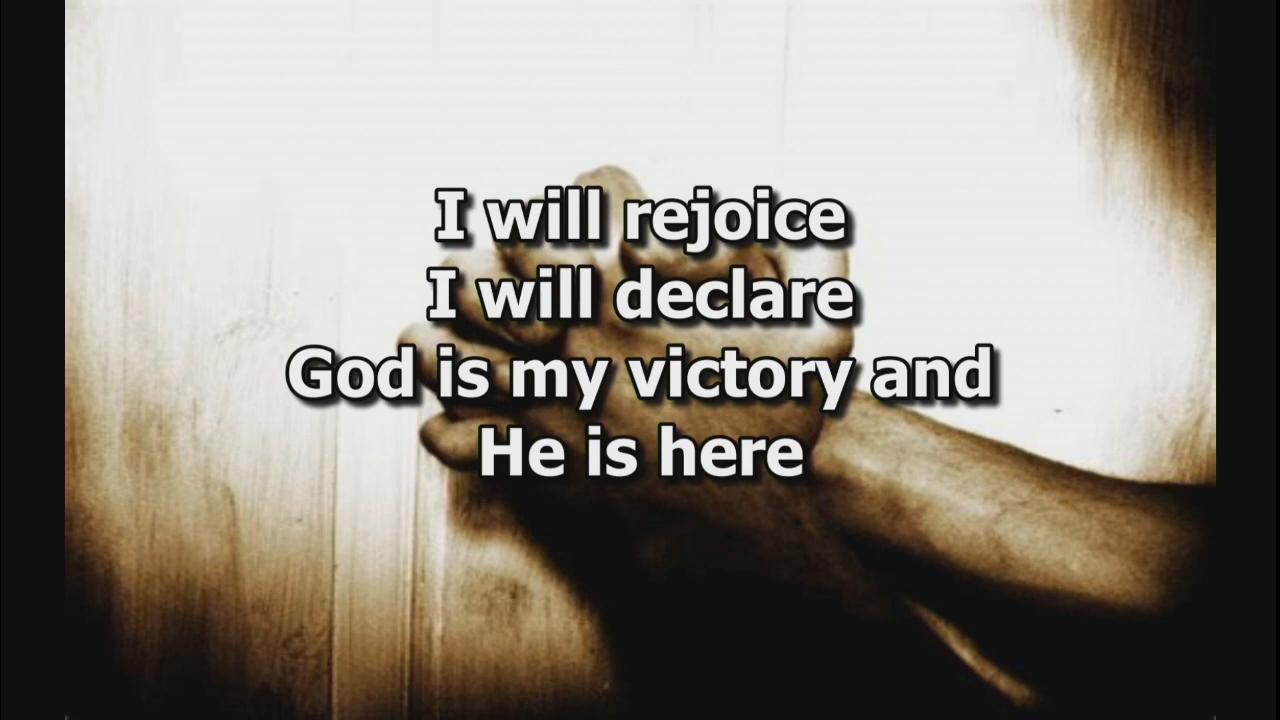 I will rejoice
I will declare
God is my victory and
He is here